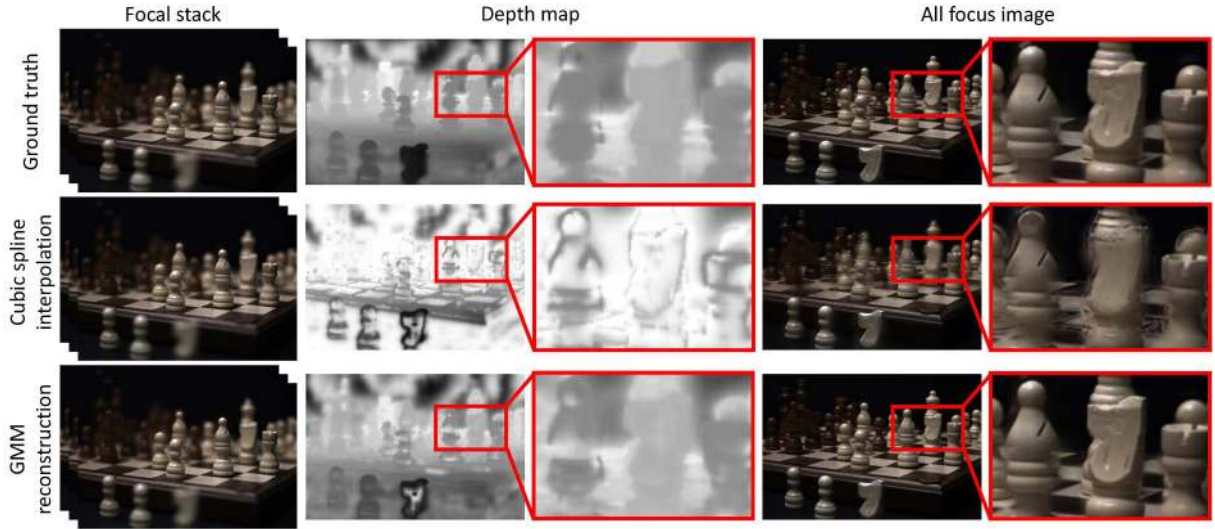 Focal stack
Depth map
All focus image
Ground truth
Cubic spline
interpolation
GMM
reconstruction